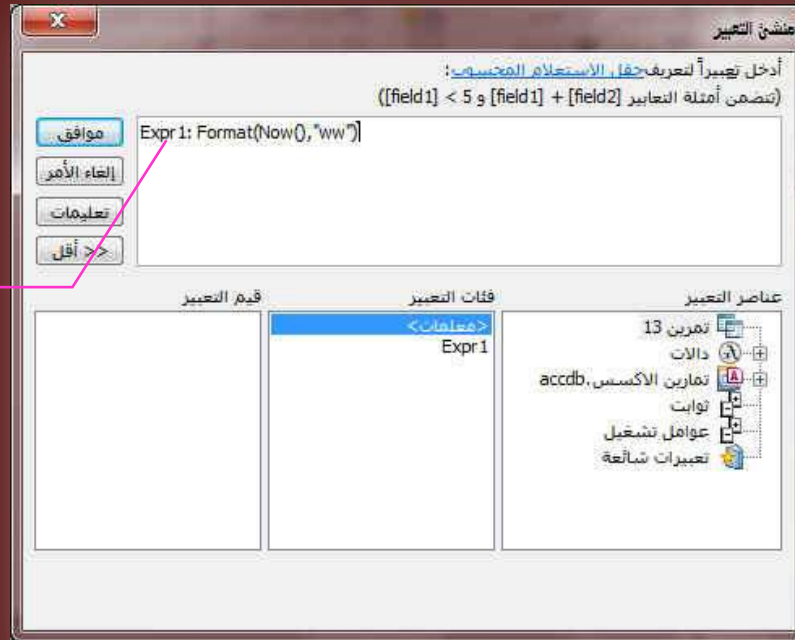 منشئ التعبير
أدخل تعبيراً لتعريف حقل الاستعلام المحسوب:
(تتضمن أمثلة التعابير [field1] + [field2] و 5 > [field1])
Expr1: Format(Now(),"ww")
موافق
إلغاء الأمر
تعليمات
<< أقل
عناصر التعبير
فئات التعبير
قيم التعبير
تمرين 13
دالات
تمارين الاكسس.accdb
ثوابت
عوامل تشغيل
تعبيرات شائعة
<معلمات>
Expr1